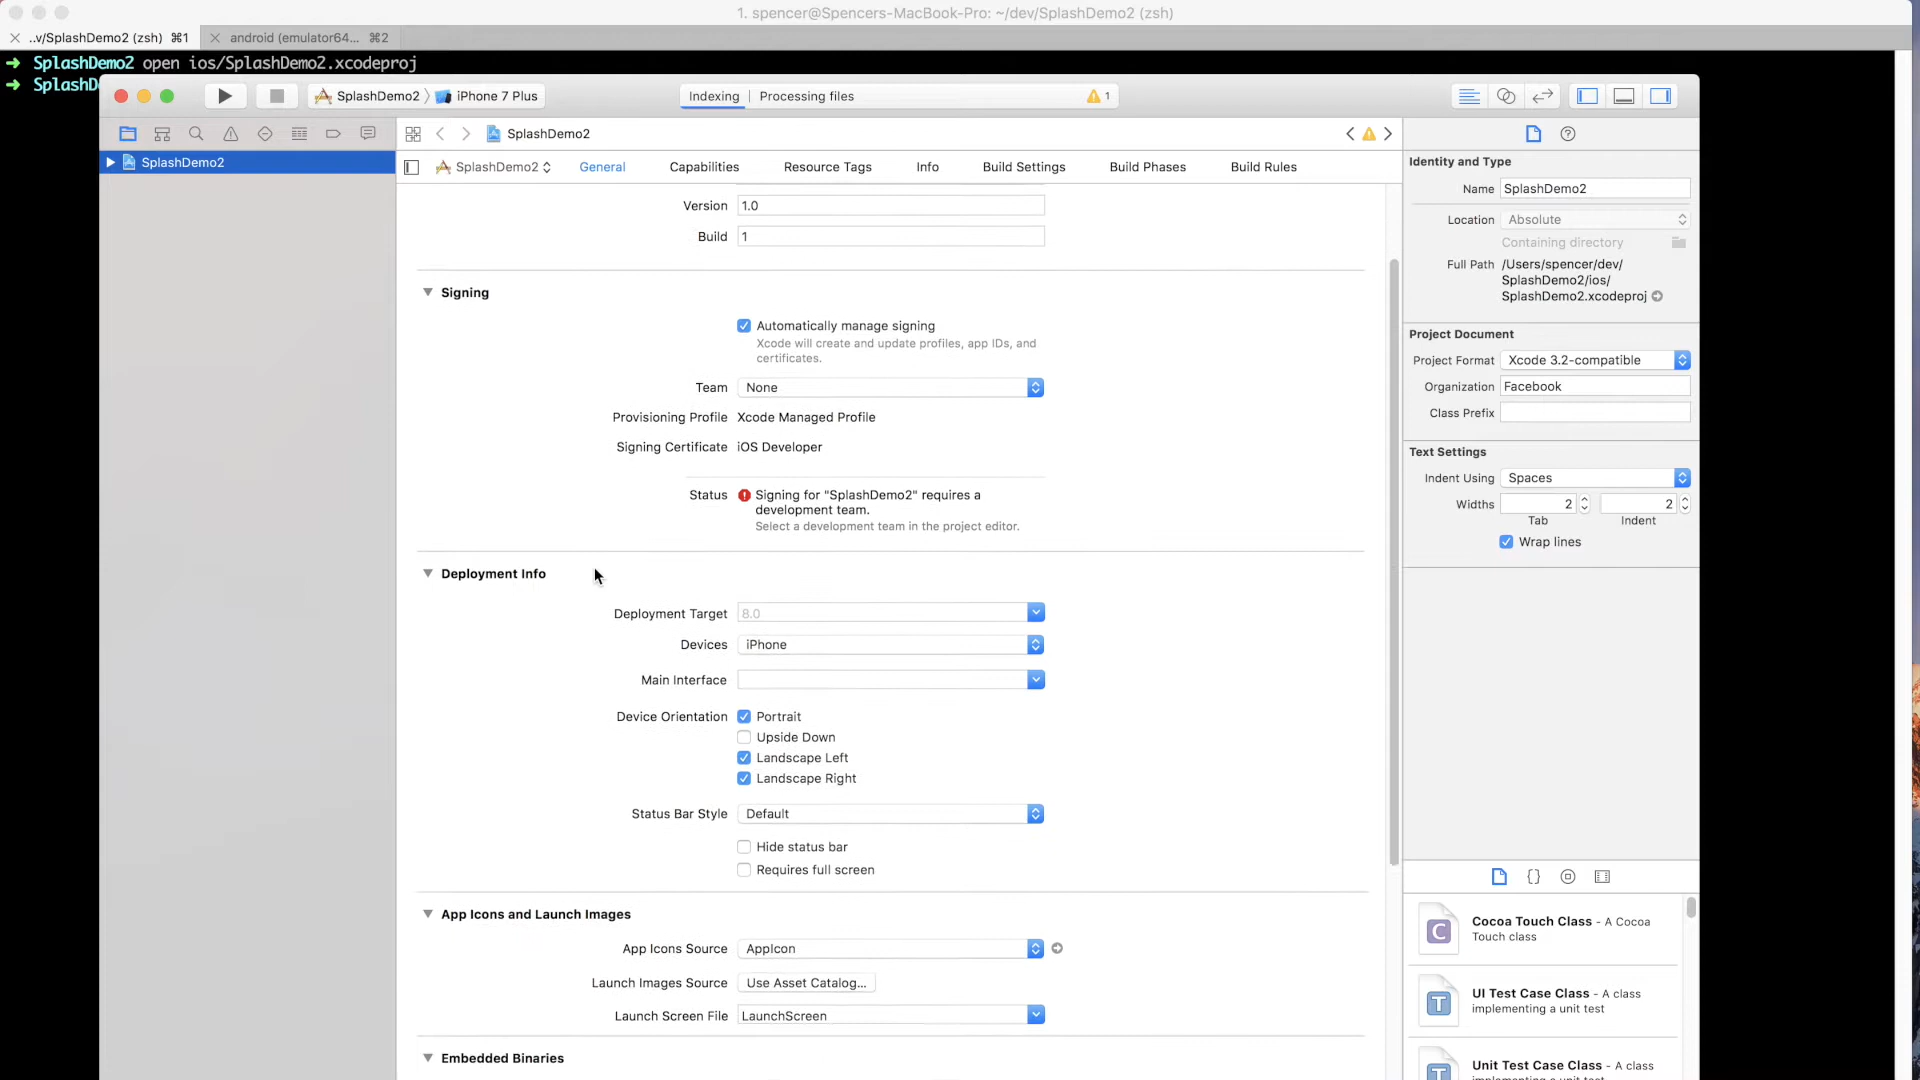 1. spencer@Spencers-MacBook-Pro: ~/dev/SplashDemo2 (zsh)
..v/SplashDemo2 (zsh) ⌘1
android (emulator64... ⌘2
➜ SplashDemo2 open ios/SplashDemo2.xcodeproj
➜ SplashD
SplashDemo2 〉 iPhone 7 Plus
Indexing | Processing files
1
SplashDemo2
SplashDemo2
SplashDemo2 General Capabilities Resource Tags Info Build Settings Build Phases Build Rules
Version 1.0
Build 1
Signing
Automatically manage signing
Xcode will create and update profiles, app IDs, and
certificates.
Team None
Provisioning Profile Xcode Managed Profile
Signing Certificate iOS Developer
Status Signing for "SplashDemo2" requires a
development team.
Select a development team in the project editor.
Deployment Info
Deployment Target 8.0
Devices iPhone
Main Interface
Device Orientation Portrait
Upside Down
Landscape Left
Landscape Right
Status Bar Style Default
Hide status bar
Requires full screen
App Icons and Launch Images
App Icons Source AppIcon
Launch Images Source Use Asset Catalog...
Launch Screen File LaunchScreen
Embedded Binaries
Identity and Type
Name SplashDemo2
Location Absolute
Containing directory
Full Path /Users/spencer/dev/
SplashDemo2/ios/
SplashDemo2.xcodeproj
Project Document
Project Format Xcode 3.2-compatible
Organization Facebook
Class Prefix
Text Settings
Indent Using Spaces
Widths 2 2
Tab Indent
Wrap lines
{}
C
Cocoa Touch Class - A Cocoa
Touch class
T
UI Test Case Class - A class
implementing a unit test
T
Unit Test Case Class - A class
implementing a unit test